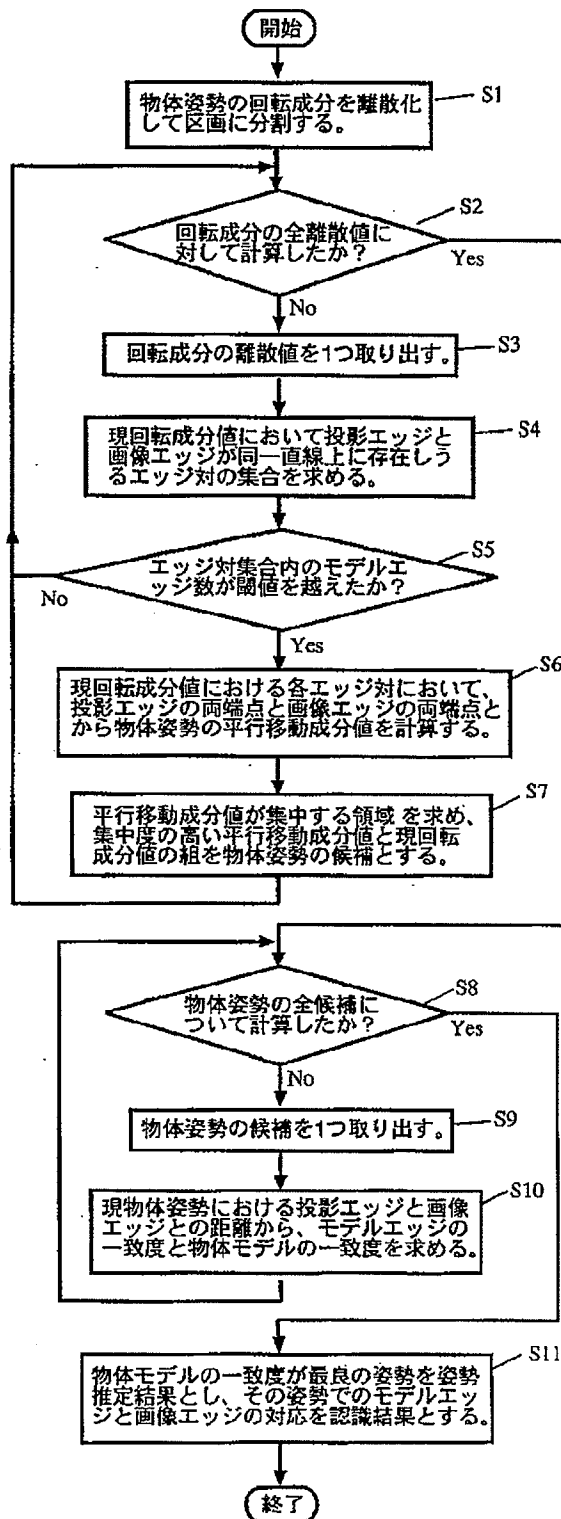 開始
物体姿勢の回転成分を離散化
して区画に分割する。
S1
回転成分の全離散値に
対して計算したか？
S2
Yes
No
回転成分の離散値を1つ取り出す。
S3
現回転成分値において投影エッジと
画像エッジが同一直線上に存在しう
るエッジ対の集合を求める。
S4
エッジ対集合内のモデルエ
ッジ数が閾値を越えたか？
S5
No
Yes
現回転成分値における各エッジ対において、
投影エッジの両端点と画像エッジの両端点と
から物体姿勢の平行移動成分値を計算する。
S6
平行移動成分値が集中する領域 を求め、
集中度の高い平行移動成分値と現回転
成分値の組を物体姿勢の候補とする。
S7
物体姿勢の全候補に
ついて計算したか？
S8
Yes
No
物体姿勢の候補を1つ取り出す。
S9
現物体姿勢における投影エッジと画像
エッジとの距離から、モデルエッジの
一致度と物体モデルの一致度を求める。
S10
物体モデルの一致度が最良の姿勢を姿勢
推定結果とし、その姿勢でのモデルエッ
ジと画像エッジの対応を認識結果とする。
S11
終了